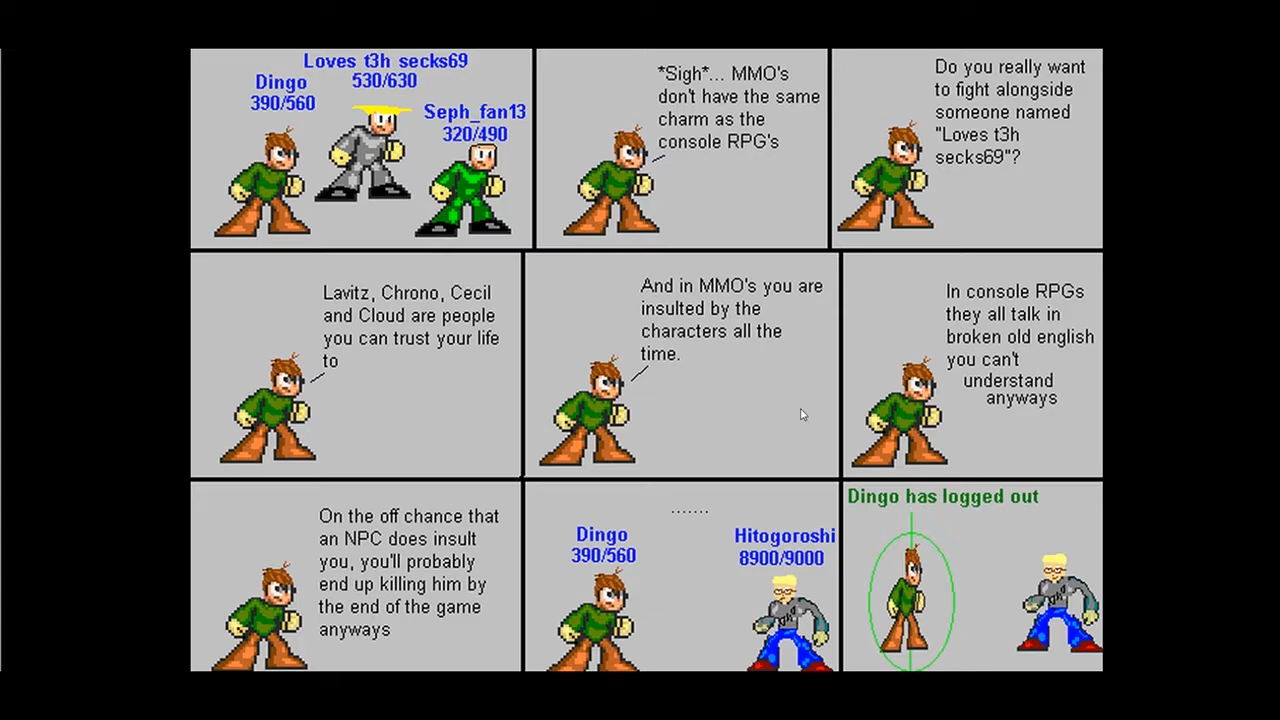 Loves t3h secks69
530/630
Dingo
390/560
Seph_fan13
320/490
*Sigh*... MMO's
don't have the same
charm as the
console RPG's
Do you really want
to fight alongside
someone named
"Loves t3h
secks69"?
Lavitz, Chrono, Cecil
and Cloud are people
you can trust your life
to
And in MMO's you are
insulted by the
characters all the
time.
In console RPGs
they all talk in
broken old english
you can't
understand
anyways
On the off chance that
an NPC does insult
you, you'll probably
end up killing him by
the end of the game
anyways
.......
Dingo
390/560
Hitogoroshi
8900/9000
Dingo has logged out